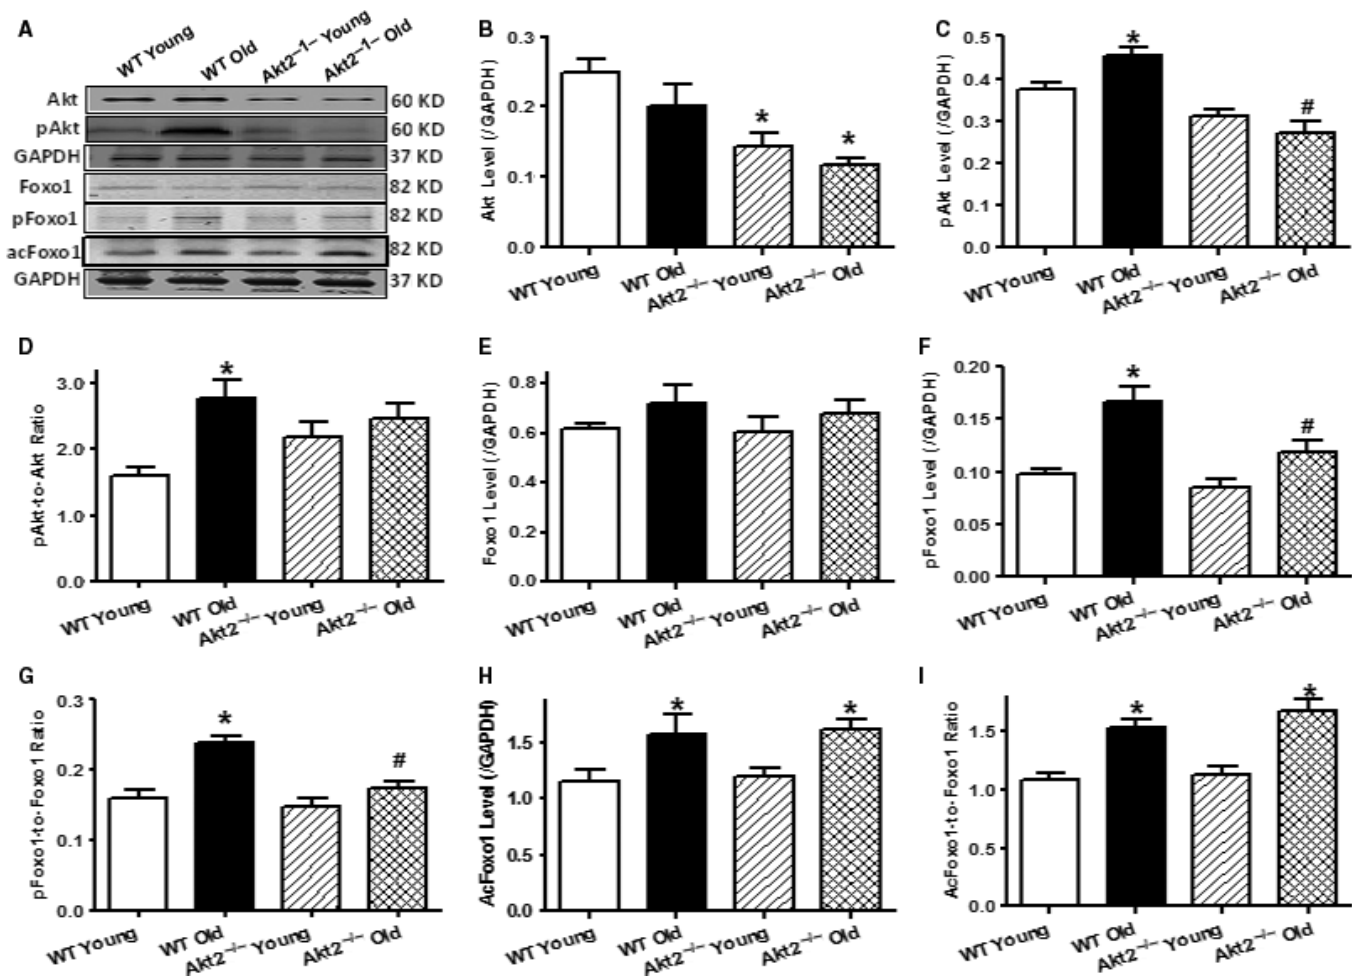 A
WT Young
WT Old
Akt2⁻¹⁻ Young
Akt2⁻¹⁻ Old
Akt 60 KD
pAkt 60 KD
GAPDH 37 KD
Foxo1 82 KD
pFoxo1 82 KD
acFoxo1 82 KD
GAPDH 37 KD
B
Akt Level (/GAPDH)
0.3
0.2
0.1
0.0
* *
WT Young
WT Old
Akt2⁻/⁻ Young
Akt2⁻/⁻ Old
C
pAkt Level (/GAPDH)
0.5
0.4
0.3
0.2
0.1
0.0
* #
WT Young
WT Old
Akt2⁻/⁻ Young
Akt2⁻/⁻ Old
D
pAkt-to-Akt Ratio
3.0
2.0
1.0
0.0
*
WT Young
WT Old
Akt2⁻/⁻ Young
Akt2⁻/⁻ Old
E
Foxo1 Level (/GAPDH)
0.8
0.6
0.4
0.2
0.0
WT Young
WT Old
Akt2⁻/⁻ Young
Akt2⁻/⁻ Old
F
pFoxo1 Level (/GAPDH)
0.20
0.15
0.10
0.05
0.00
* #
WT Young
WT Old
Akt2⁻/⁻ Young
Akt2⁻/⁻ Old
G
pFoxo1-to-Foxo1 Ratio
0.3
0.2
0.1
0.0
* #
WT Young
WT Old
Akt2⁻/⁻ Young
Akt2⁻/⁻ Old
H
AcFoxo1 Level (/GAPDH)
1.5
1.0
0.5
0.0
* *
WT Young
WT Old
Akt2⁻/⁻ Young
Akt2⁻/⁻ Old
I
AcFoxo1-to-Foxo1 Ratio
1.5
1.0
0.5
0.0
* *
WT Young
WT Old
Akt2⁻/⁻ Young
Akt2⁻/⁻ Old